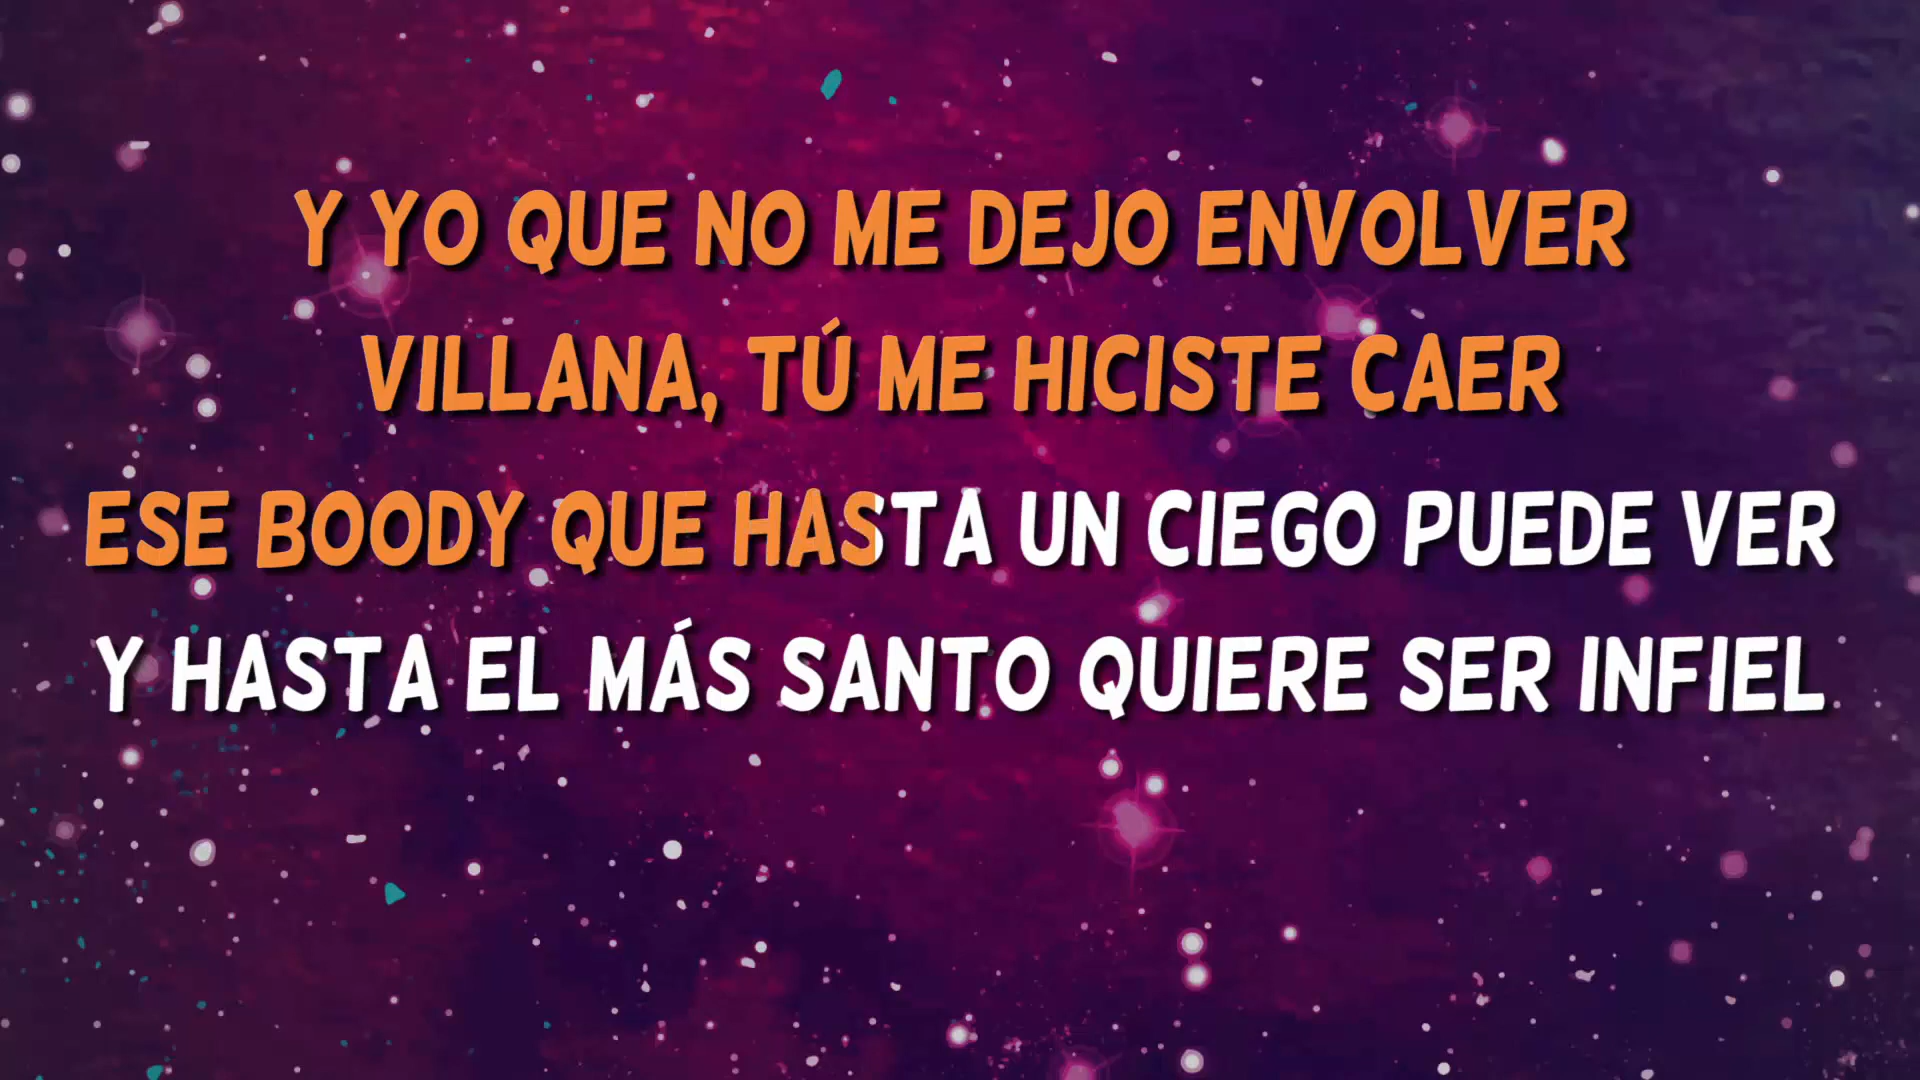 Y YO QUE NO ME DEJO ENVOLVER
VILLANA, TÚ ME HICISTE CAER
ESE BOODY QUE HASTA UN CIEGO PUEDE VER
Y HASTA EL MÁS SANTO QUIERE SER INFIEL